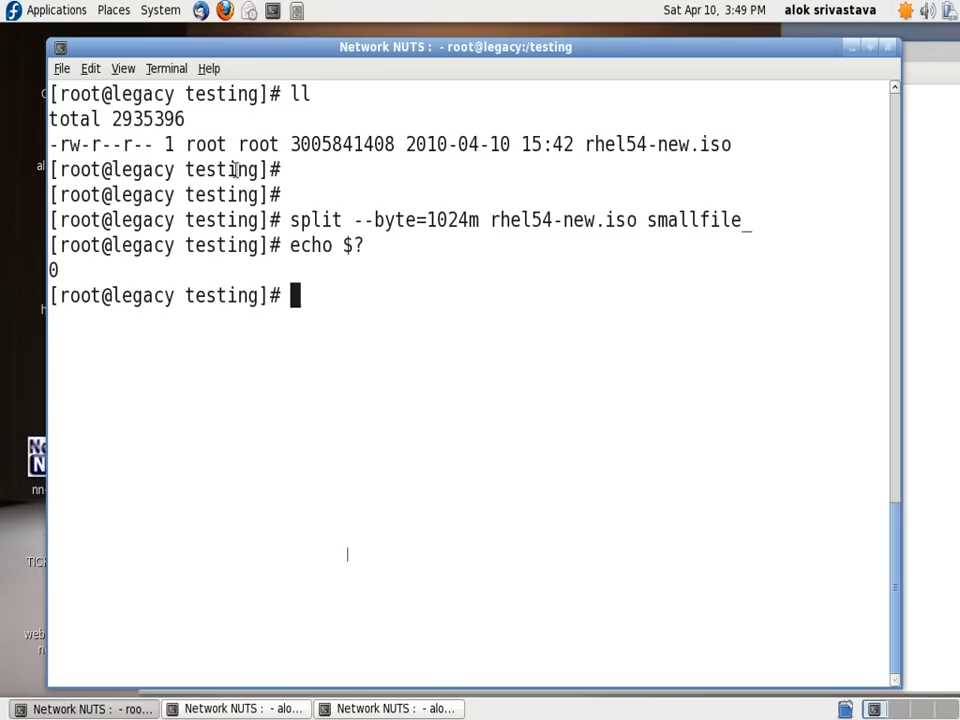 Applications Places System Sat Apr 10, 3:49 PM alok srivastava
Network NUTS : - root@legacy:/testing
File Edit View Terminal Help
[root@legacy testing]# ll
total 2935396
-rw-r--r-- 1 root root 3005841408 2010-04-10 15:42 rhel54-new.iso
[root@legacy testing]#
[root@legacy testing]#
[root@legacy testing]# split --byte=1024m rhel54-new.iso smallfile_
[root@legacy testing]# echo $?
0
[root@legacy testing]#
Network NUTS : - roo... Network NUTS : - alo... Network NUTS : - alo...